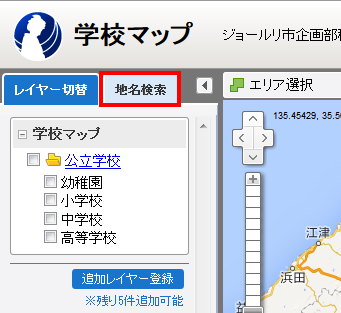 学校マップ
ジョールリ市企画部
レイヤー切替
地名検索
エリア選択
135.45429, 35.5
学校マップ
公立学校
幼稚園
小学校
中学校
高等学校
追加レイヤー登録
※残り5件追加可能
江津
浜田